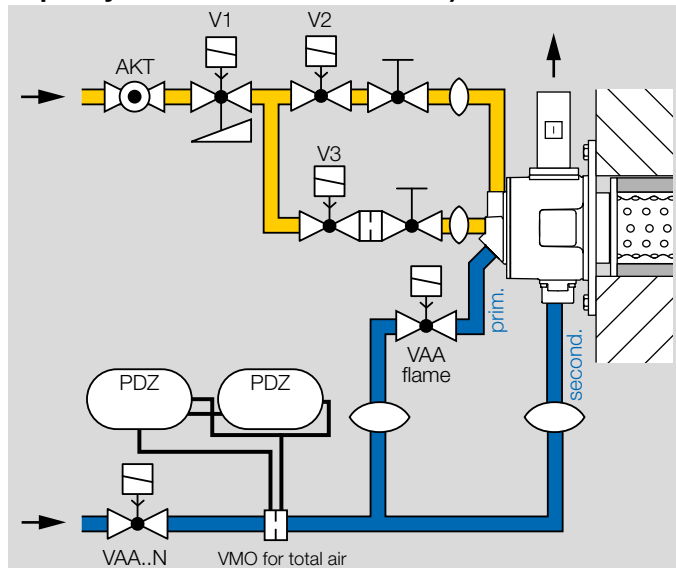 V1
V2
AKT
V3
prim.
VAA
flame
second.
PDZ
PDZ
VAA..N
VMO for total air